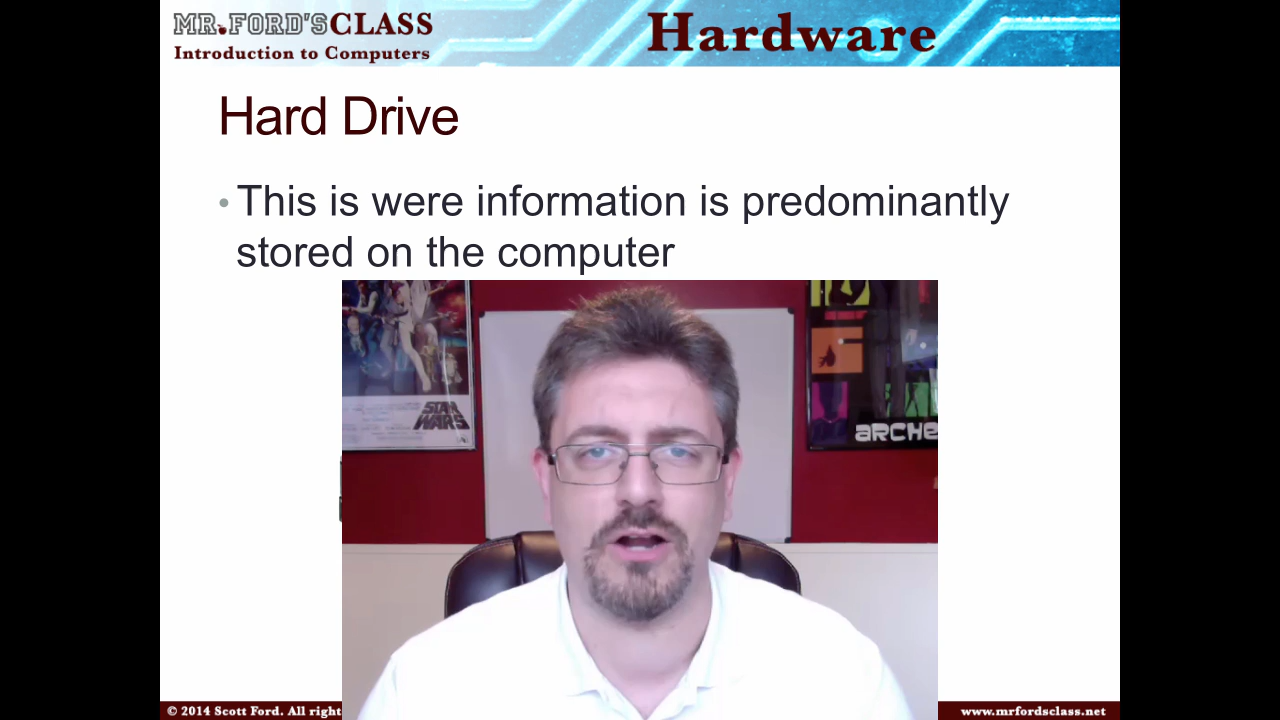 MR.FORD'SCLASS
Introduction to Computers
Hardware
Hard Drive
• This is were information is predominantly
stored on the computer
STAR
WARS
ARCHE
© 2014 Scott Ford. All right
www.mrfordsclass.net